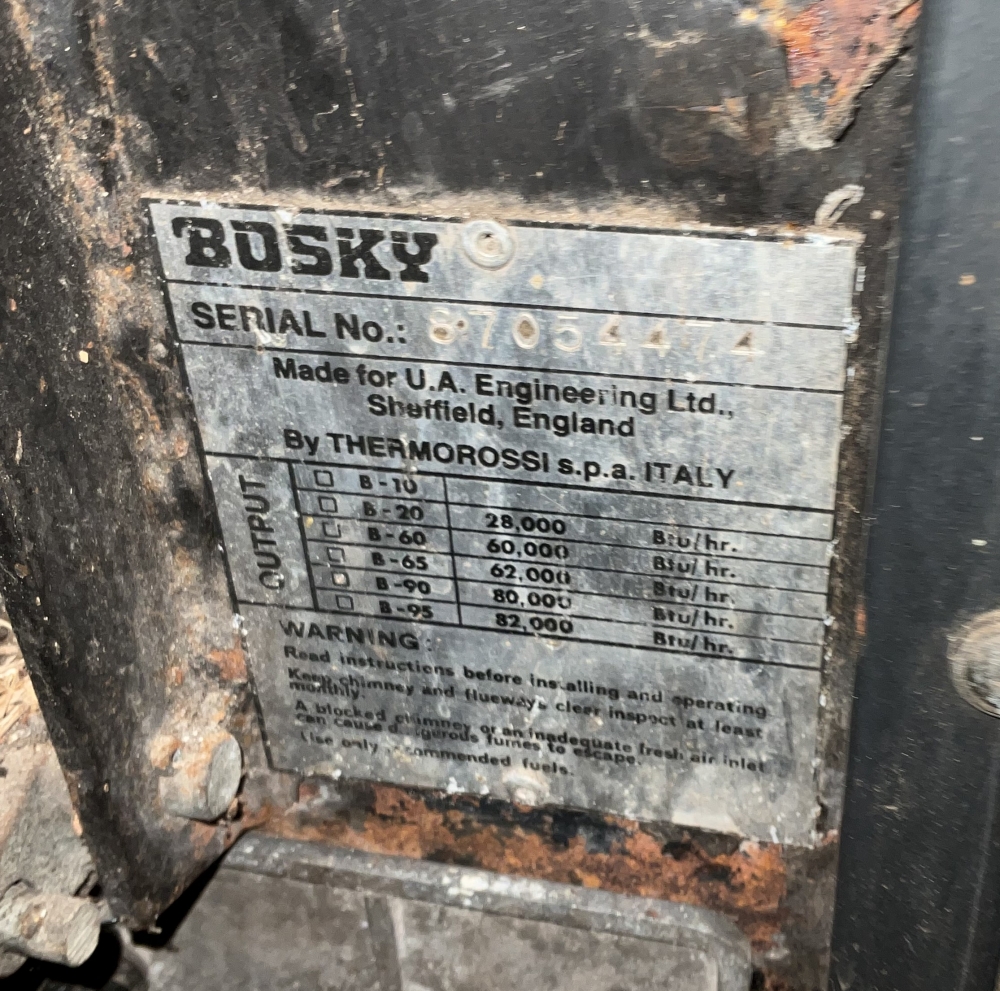 BOSKY
SERIAL No.: 87054474
Made for U.A. Engineering Ltd.,
Sheffield, England
By THERMOROSSI s.p.a. ITALY
OUTPUT
B-10
B-20 28,000 Btu/hr.
B-60 60,000 Btu/hr.
B-65 62,000 Btu/hr.
B-90 80,000 Btu/hr.
B-95 82,000 Btu/hr.
WARNING:
Read instructions before installing and operating
Keep chimney and flueways clear inspect at least
monthly.
A blocked chimney or an inadequate fresh air inlet
can cause dangerous fumes to escape.
Use only recommended fuels.